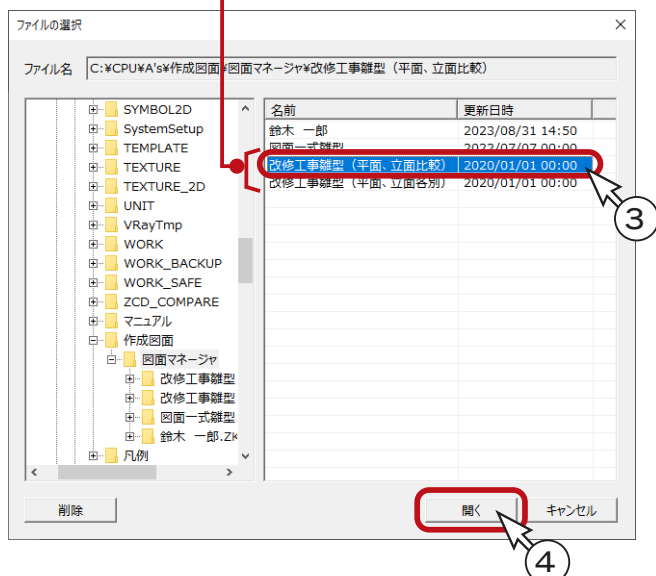 ファイルの選択
ファイル名 C:¥CPU¥A's¥作成図面¥図面マネージャ¥改修工事雛型（平面、立面比較）
SYMBOL2D
SystemSetup
TEMPLATE
TEXTURE
TEXTURE_2D
UNIT
VRayTmp
WORK
WORK_BACKUP
WORK_SAFE
ZCD_COMPARE
マニュアル
作成図面
図面マネージャ
改修工事雛型
改修工事雛型
図面一式雛型
鈴木 一郎.ZK
凡例
名前 更新日時
鈴木 一郎 2023/08/31 14:50
図面一式雛型 2022/07/07 00:00
改修工事雛型（平面、立面比較） 2020/01/01 00:00
改修工事雛型（平面、立面各別） 2020/01/01 00:00
③
削除 開く キャンセル
④